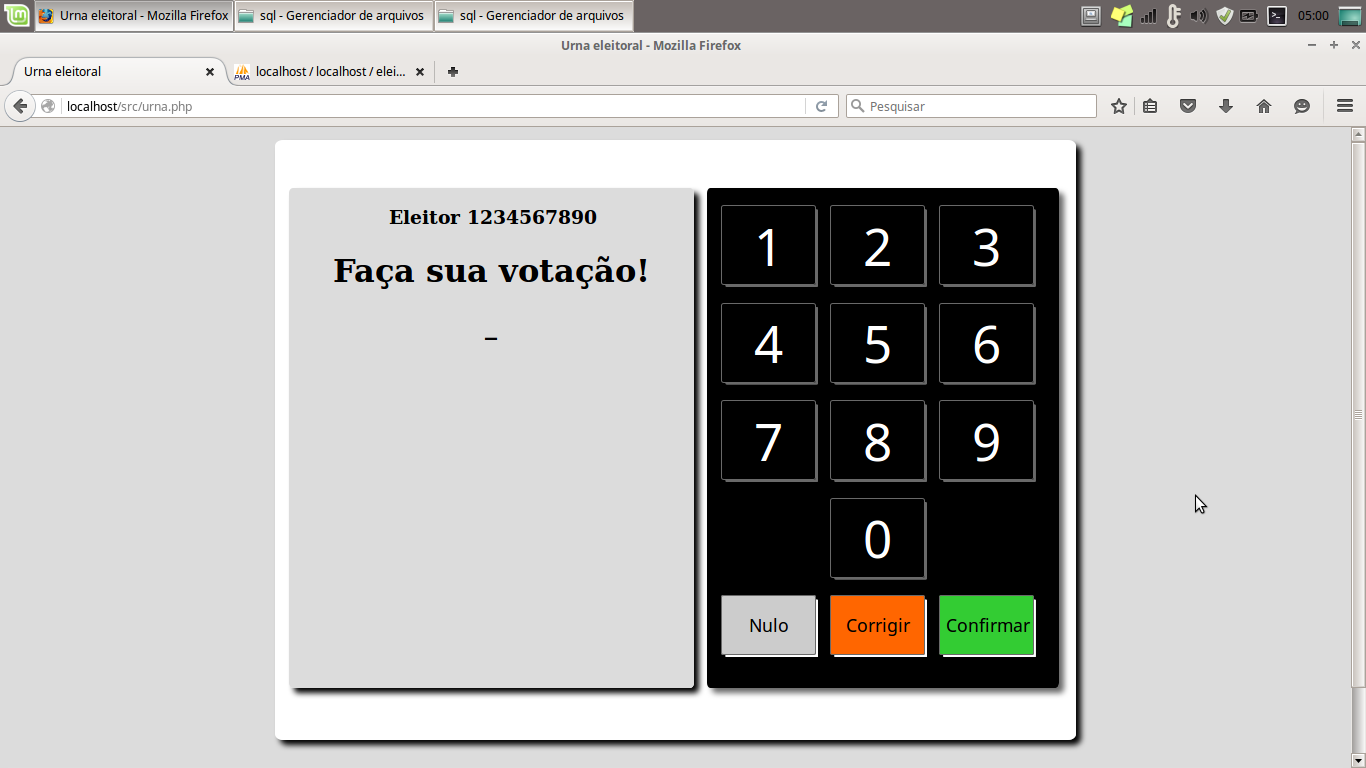 Urna eleitoral - Mozilla Firefox
sql - Gerenciador de arquivos
sql - Gerenciador de arquivos
05:00
Urna eleitoral - Mozilla Firefox
Urna eleitoral
PMA
localhost / localhost / elei...
localhost/src/urna.php
Pesquisar
Eleitor 1234567890
Faça sua votação!
_
1 2 3
4 5 6
7 8 9
0
Nulo Corrigir Confirmar